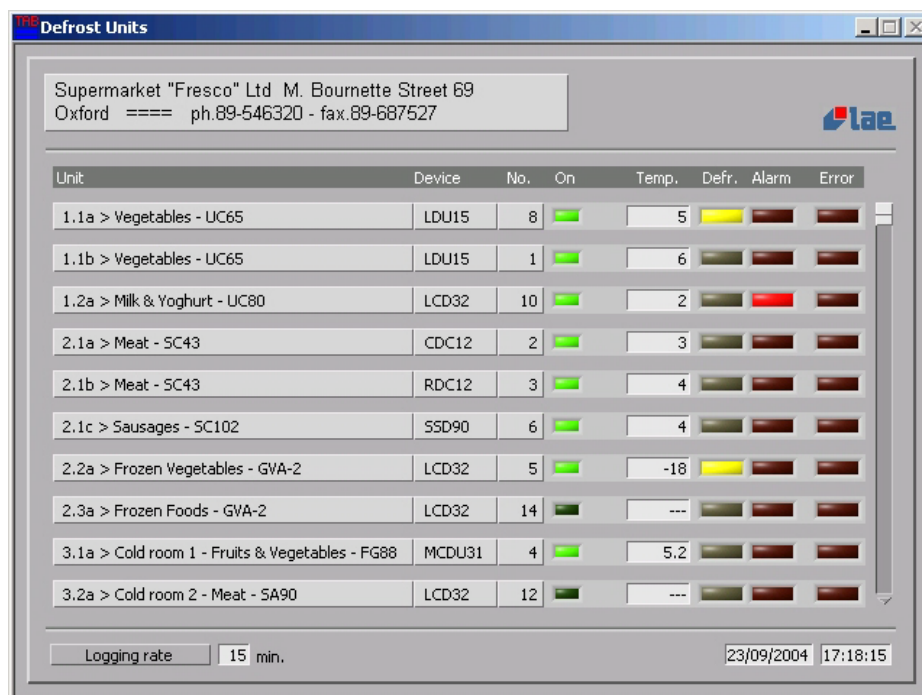 TAB
Defrost Units
Supermarket "Fresco" Ltd M. Bournette Street 69
Oxford ==== ph.89-546320 - fax.89-687527
lae
Unit Device No. On Temp. Defr. Alarm Error
1.1a > Vegetables - UC65 LDU15 8 5
1.1b > Vegetables - UC65 LDU15 1 6
1.2a > Milk & Yoghurt - UC80 LCD32 10 2
2.1a > Meat - SC43 CDC12 2 3
2.1b > Meat - SC43 RDC12 3 4
2.1c > Sausages - SC102 SSD90 6 4
2.2a > Frozen Vegetables - GVA-2 LCD32 5 -18
2.3a > Frozen Foods - GVA-2 LCD32 14 ---
3.1a > Cold room 1 - Fruits & Vegetables - FG88 MCDU31 4 5.2
3.2a > Cold room 2 - Meat - SA90 LCD32 12 ---
Logging rate 15 min. 23/09/2004 17:18:15